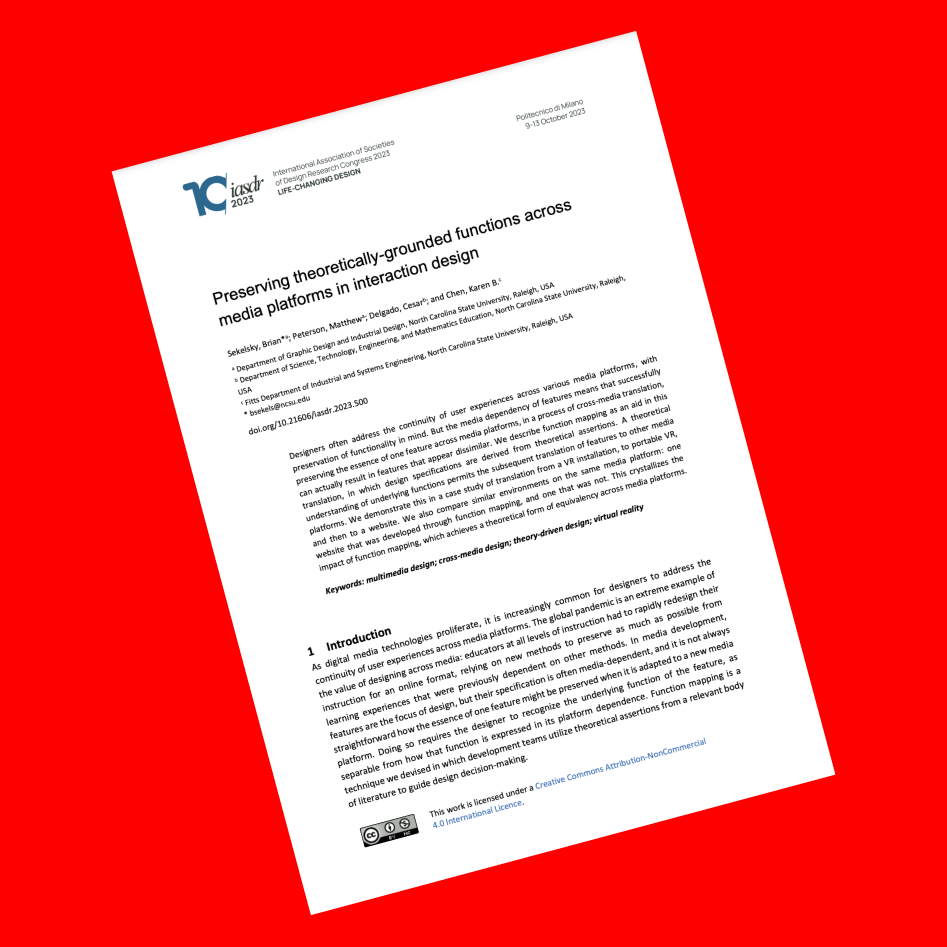 10 iasdr
2023
International Association of Societies
of Design Research Congress 2023
LIFE-CHANGING DESIGN
Politecnico di Milano
9-13 October 2023
Preserving theoretically-grounded functions across
media platforms in interaction design
Sekelsky, Brian*ᵃ; Peterson, Matthewᵃ; Delgado, Cesarᵇ; and Chen, Karen B.ᶜ
ᵃ Department of Graphic Design and Industrial Design, North Carolina State University, Raleigh, USA
ᵇ Department of Science, Technology, Engineering, and Mathematics Education, North Carolina State University, Raleigh,
USA
ᶜ Fitts Department of Industrial and Systems Engineering, North Carolina State University, Raleigh, USA
* bsekels@ncsu.edu
doi.org/10.21606/iasdr.2023.500
Designers often address the continuity of user experiences across various media platforms, with
preservation of functionality in mind. But the media dependency of features means that successfully
preserving the essence of one feature across media platforms, in a process of cross-media translation,
can actually result in features that appear dissimilar. We describe function mapping as an aid in this
translation, in which design specifications are derived from theoretical assertions. A theoretical
understanding of underlying functions permits the subsequent translation of features to other media
platforms. We demonstrate this in a case study of translation from a VR installation, to portable VR,
and then to a website. We also compare similar environments on the same media platform: one
website that was developed through function mapping, and one that was not. This crystallizes the
impact of function mapping, which achieves a theoretical form of equivalency across media platforms.
Keywords: multimedia design; cross-media design; theory-driven design; virtual reality
1 Introduction
As digital media technologies proliferate, it is increasingly common for designers to address the
continuity of user experiences across media platforms. The global pandemic is an extreme example of
the value of designing across media: educators at all levels of instruction had to rapidly redesign their
instruction for an online format, relying on new methods to preserve as much as possible from
learning experiences that were previously dependent on other methods. In media development,
features are the focus of design, but their specification is often media-dependent, and it is not always
straightforward how the essence of one feature might be preserved when it is adapted to a new media
platform. Doing so requires the designer to recognize the underlying function of the feature, as
separable from how that function is expressed in its platform dependence. Function mapping is a
technique we devised in which development teams utilize theoretical assertions from a relevant body
of literature to guide design decision-making.
cc BY NC
This work is licensed under a Creative Commons Attribution-NonCommercial
4.0 International Licence.